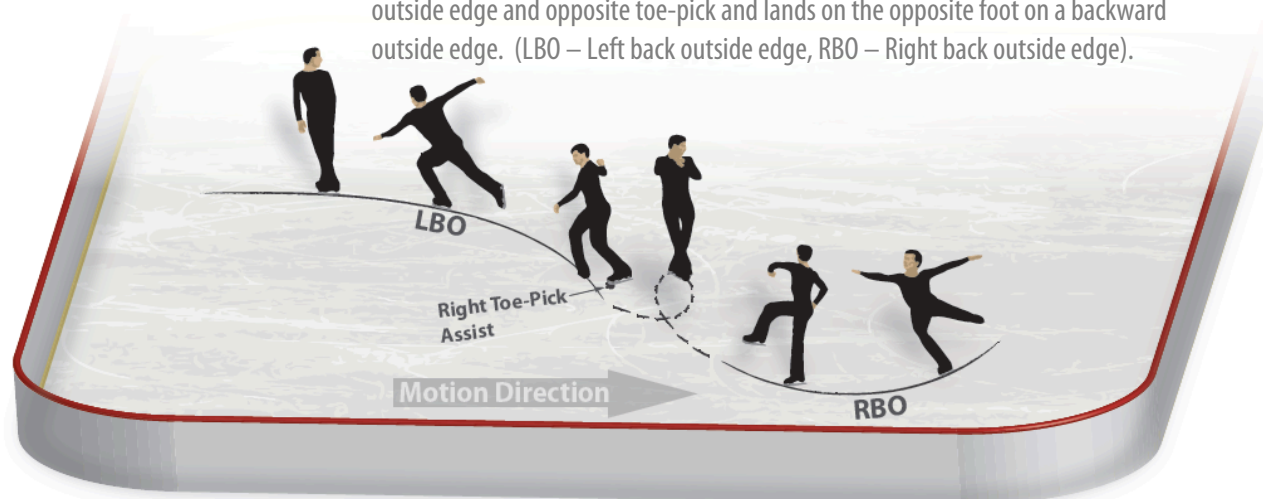 outside edge and opposite toe-pick and lands on the opposite foot on a backward
outside edge.  (LBO – Left back outside edge, RBO – Right back outside edge).
LBO
Right Toe-Pick
Assist
Motion Direction
RBO